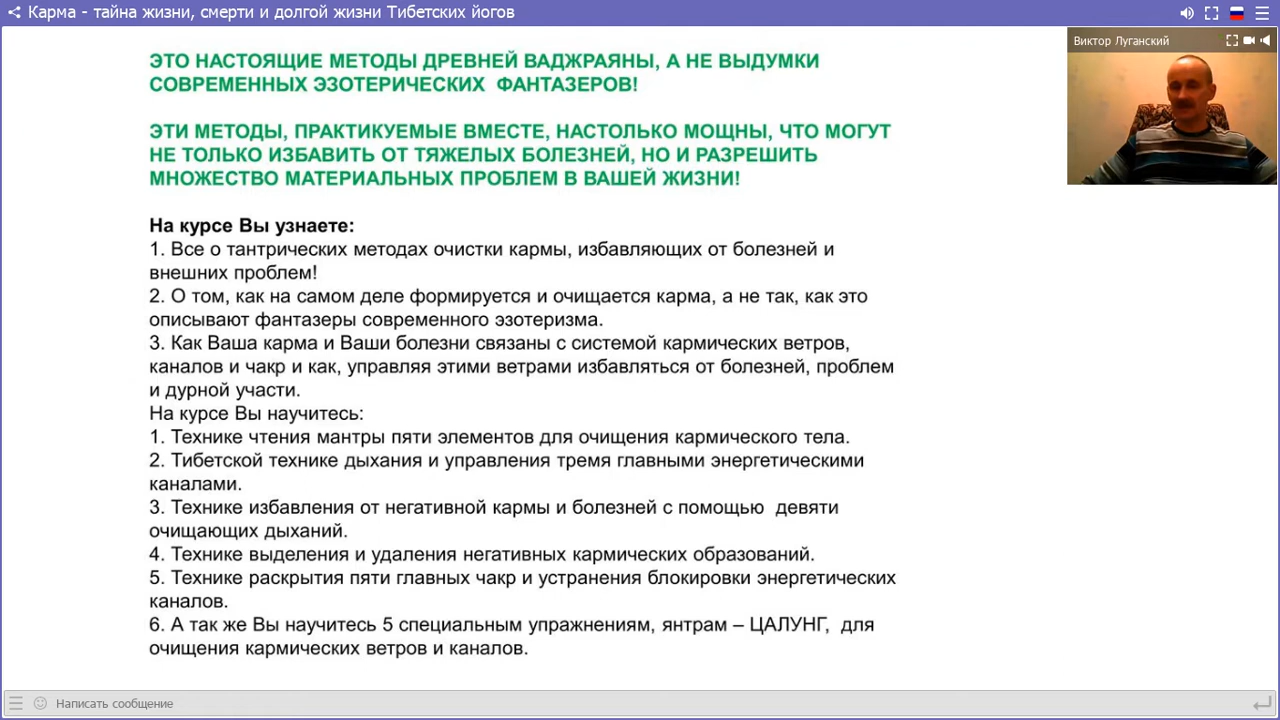 Карма - тайна жизни, смерти и долгой жизни Тибетских йогов
Виктор Луганский
ЭТО НАСТОЯЩИЕ МЕТОДЫ ДРЕВНЕЙ ВАДЖРАЯНЫ, А НЕ ВЫДУМКИ
СОВРЕМЕННЫХ ЭЗОТЕРИЧЕСКИХ  ФАНТАЗЕРОВ!
ЭТИ МЕТОДЫ, ПРАКТИКУЕМЫЕ ВМЕСТЕ, НАСТОЛЬКО МОЩНЫ, ЧТО МОГУТ
НЕ ТОЛЬКО ИЗБАВИТЬ ОТ ТЯЖЕЛЫХ БОЛЕЗНЕЙ, НО И РАЗРЕШИТЬ
МНОЖЕСТВО МАТЕРИАЛЬНЫХ ПРОБЛЕМ В ВАШЕЙ ЖИЗНИ!
На курсе Вы узнаете:
1. Все о тантрических методах очистки кармы, избавляющих от болезней и
внешних проблем!
2. О том, как на самом деле формируется и очищается карма, а не так, как это
описывают фантазеры современного эзотеризма.
3. Как Ваша карма и Ваши болезни связаны с системой кармических ветров,
каналов и чакр и как, управляя этими ветрами избавляться от болезней, проблем
и дурной участи.
На курсе Вы научитесь:
1. Технике чтения мантры пяти элементов для очищения кармического тела.
2. Тибетской технике дыхания и управления тремя главными энергетическими
каналами.
3. Технике избавления от негативной кармы и болезней с помощью  девяти
очищающих дыханий.
4. Технике выделения и удаления негативных кармических образований.
5. Технике раскрытия пяти главных чакр и устранения блокировки энергетических
каналов.
6. А так же Вы научитесь 5 специальным упражнениям, янтрам – ЦАЛУНГ,  для
очищения кармических ветров и каналов.
Написать сообщение